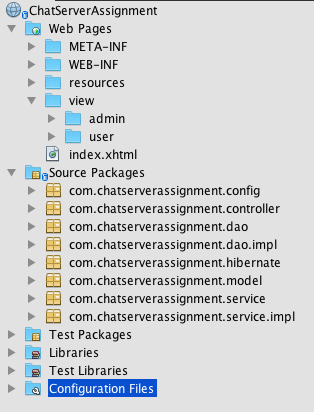 ChatServerAssignment
Web Pages
META-INF
WEB-INF
resources
view
admin
user
index.xhtml
Source Packages
com.chatserverassignment.config
com.chatserverassignment.controller
com.chatserverassignment.dao
com.chatserverassignment.dao.impl
com.chatserverassignment.hibernate
com.chatserverassignment.model
com.chatserverassignment.service
com.chatserverassignment.service.impl
Test Packages
Libraries
Test Libraries
Configuration Files